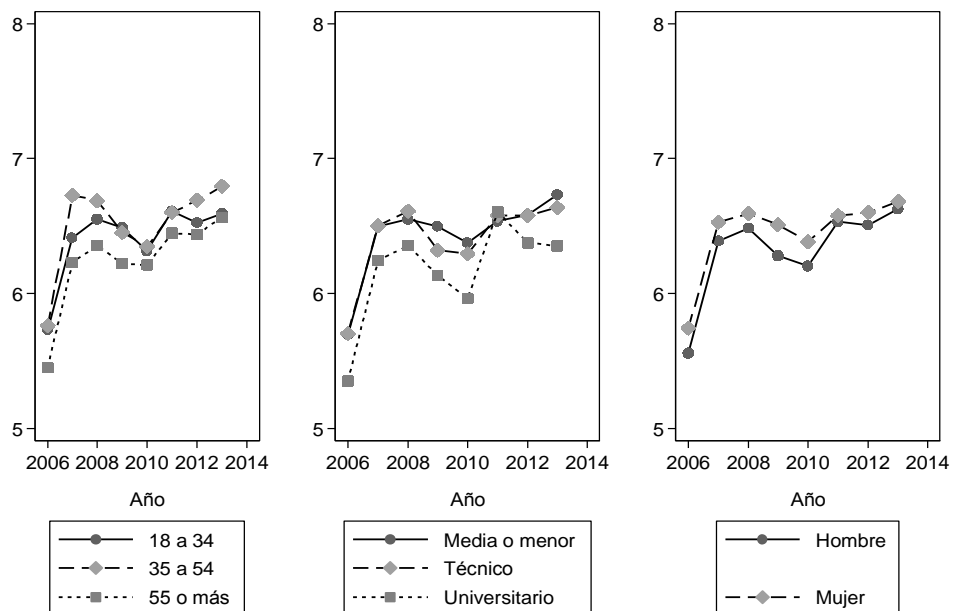 8
7
6
5
2006 2008 2010 2012 2014
Año
18 a 34
35 a 54
55 o más
8
7
6
5
2006 2008 2010 2012 2014
Año
Media o menor
Técnico
Universitario
8
7
6
5
2006 2008 2010 2012 2014
Año
Hombre
Mujer